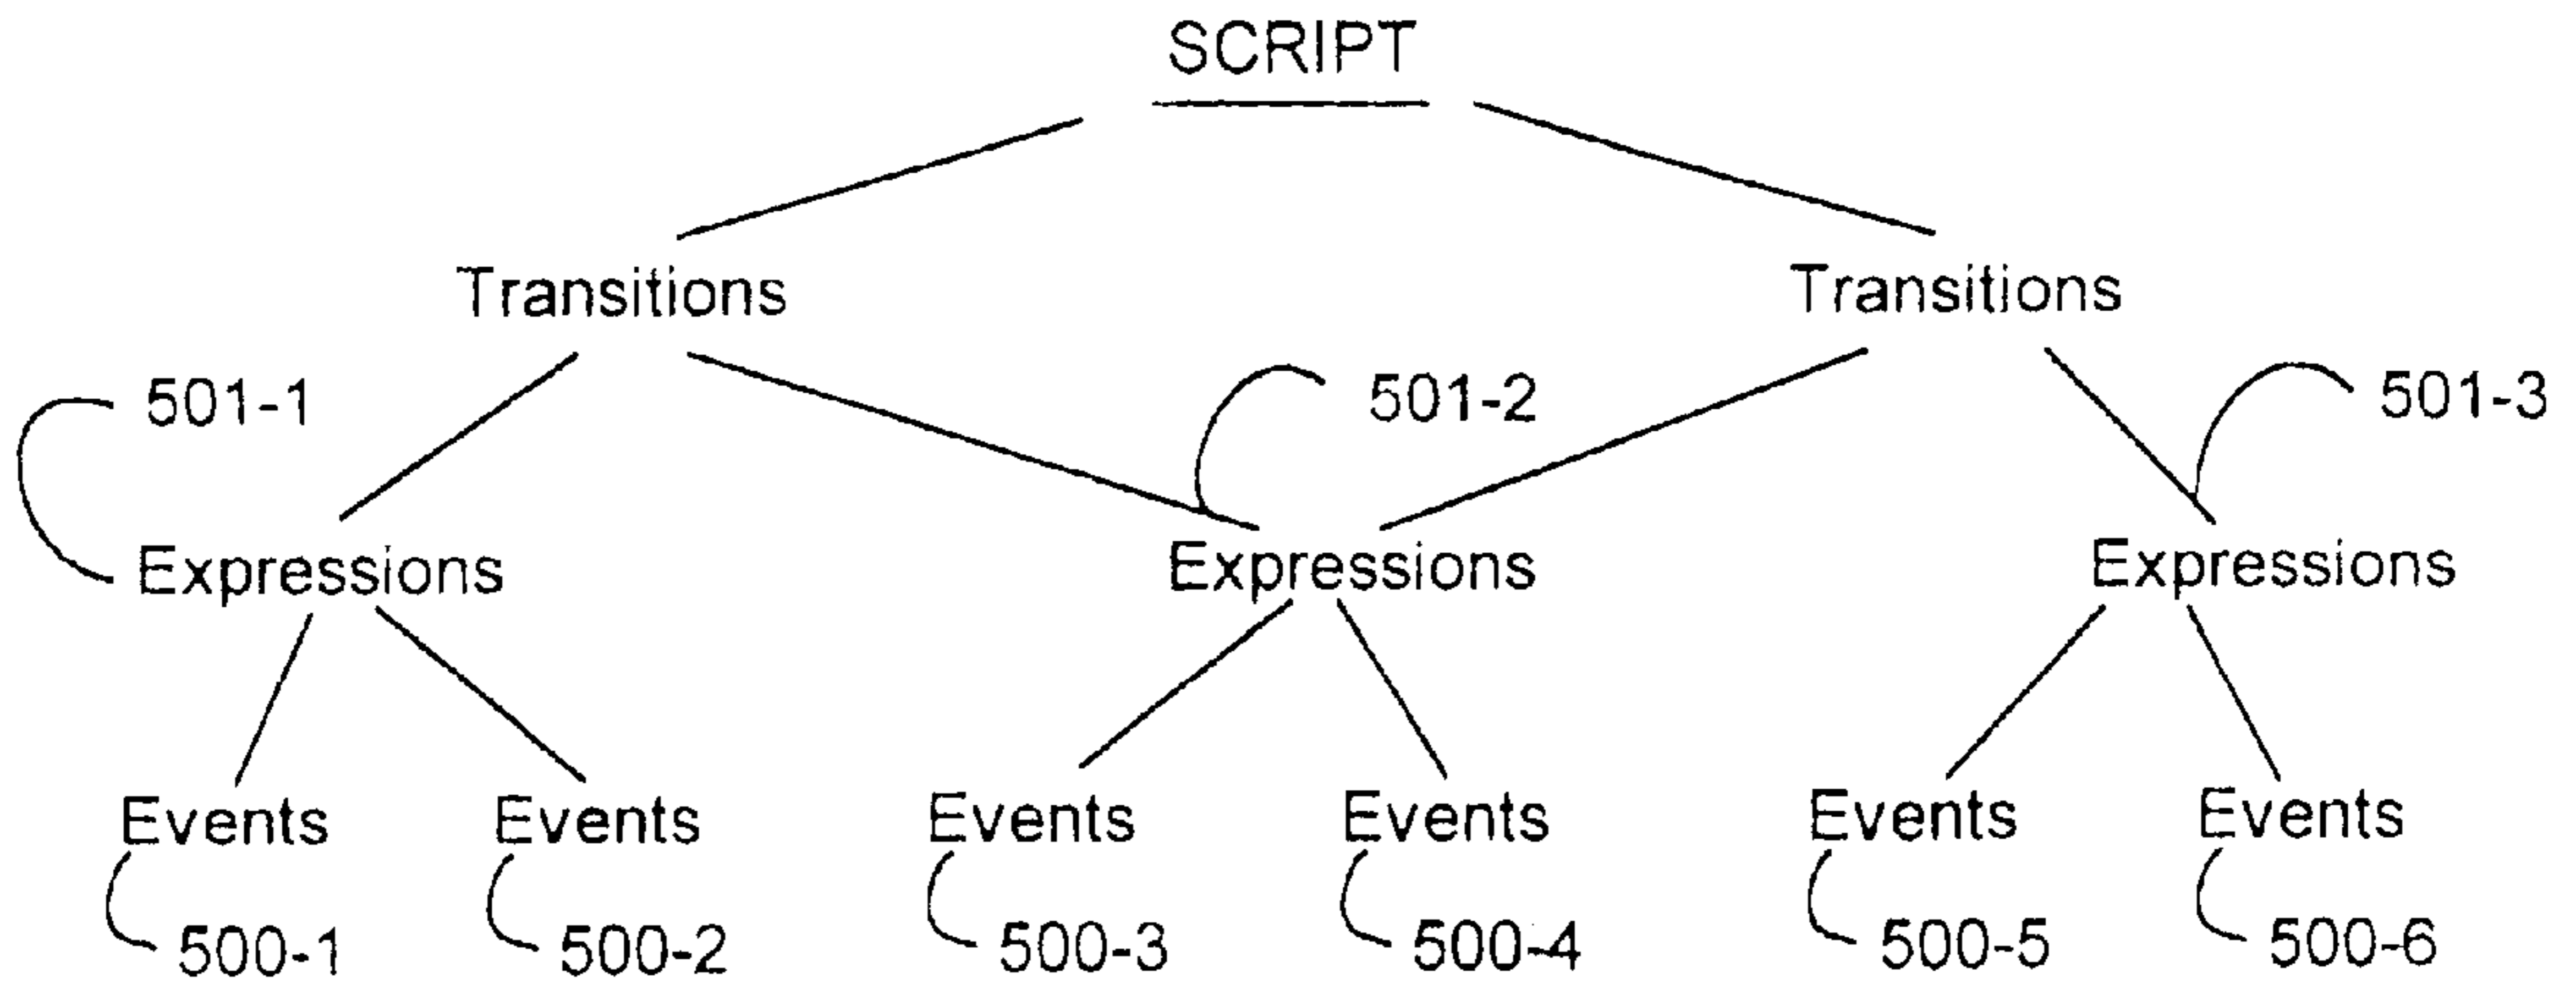 SCRIPT
Transitions Transitions
501-1 501-2 501-3
Expressions Expressions Expressions
Events Events Events Events Events Events
500-1 500-2 500-3 500-4 500-5 500-6